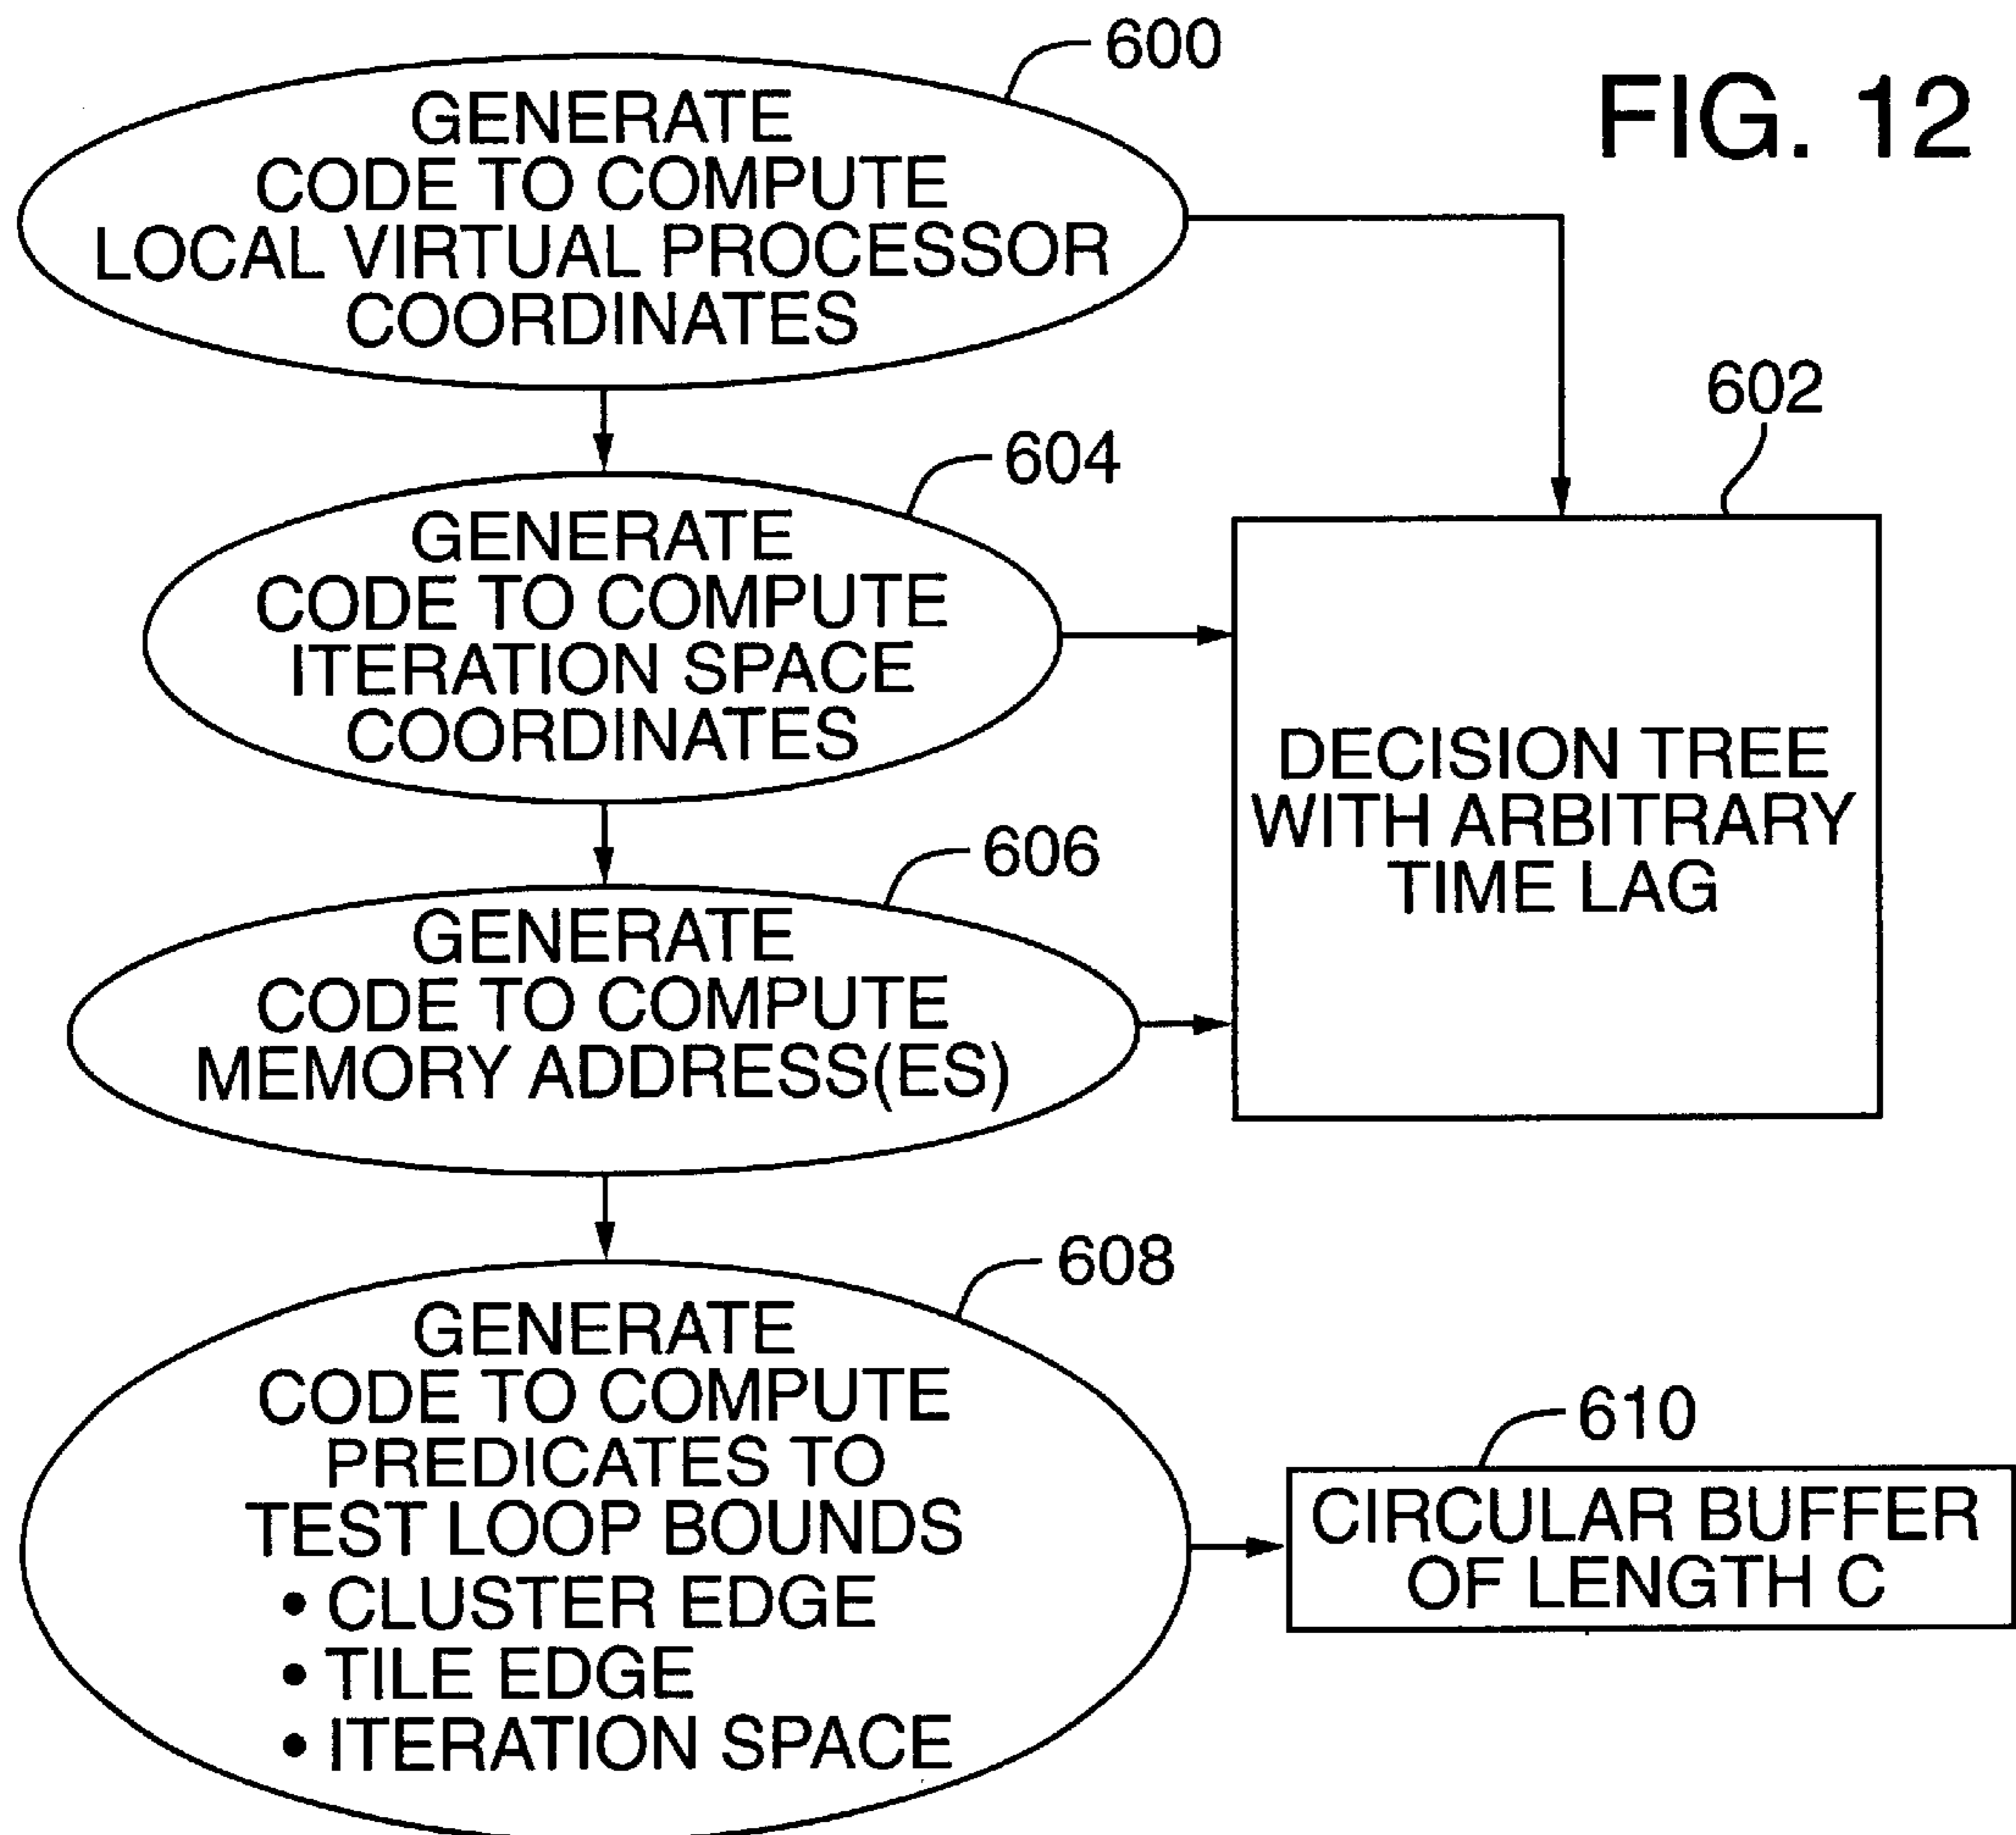 600
FIG. 12
GENERATE
CODE TO COMPUTE
LOCAL VIRTUAL PROCESSOR
COORDINATES
602
604
GENERATE
CODE TO COMPUTE
ITERATION SPACE
COORDINATES
DECISION TREE
WITH ARBITRARY
TIME LAG
606
GENERATE
CODE TO COMPUTE
MEMORY ADDRESS(ES)
608
GENERATE
CODE TO COMPUTE
PREDICATES TO
TEST LOOP BOUNDS
• CLUSTER EDGE
• TILE EDGE
• ITERATION SPACE
610
CIRCULAR BUFFER
OF LENGTH C